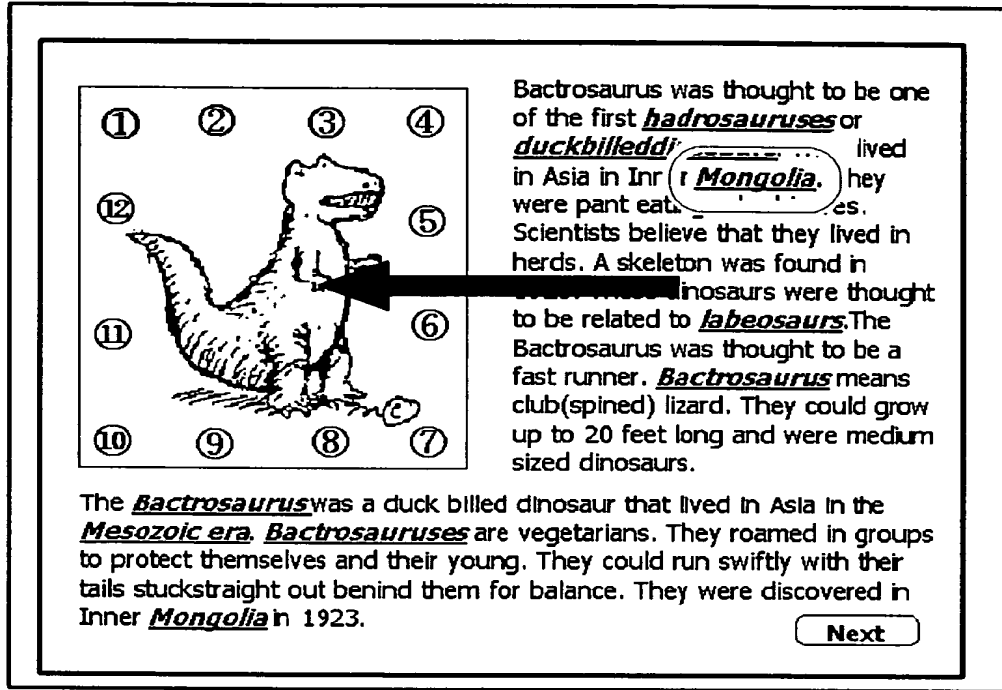 ① ② ③ ④
⑫ ⑤
⑪ ⑥
⑩ ⑨ ⑧ ⑦
Bactrosaurus was thought to be one
of the first hadrosauruses or
duckbilleddi lived
in Asia in Inr r Mongolia. hey
were pant eat es.
Scientists believe that they lived in
herds. A skeleton was found in
inosaurs were thought
to be related to labeosaurs.The
Bactrosaurus was thought to be a
fast runner. Bactrosaurus means
club(spined) lizard. They could grow
up to 20 feet long and were medium
sized dinosaurs.
The Bactrosaurus was a duck billed dinosaur that lived in Asia in the
Mesozoic era. Bactrosauruses are vegetarians. They roamed in groups
to protect themselves and their young. They could run swiftly with their
tails stuckstraight out benind them for balance. They were discovered in
Inner Mongolia in 1923.
Next